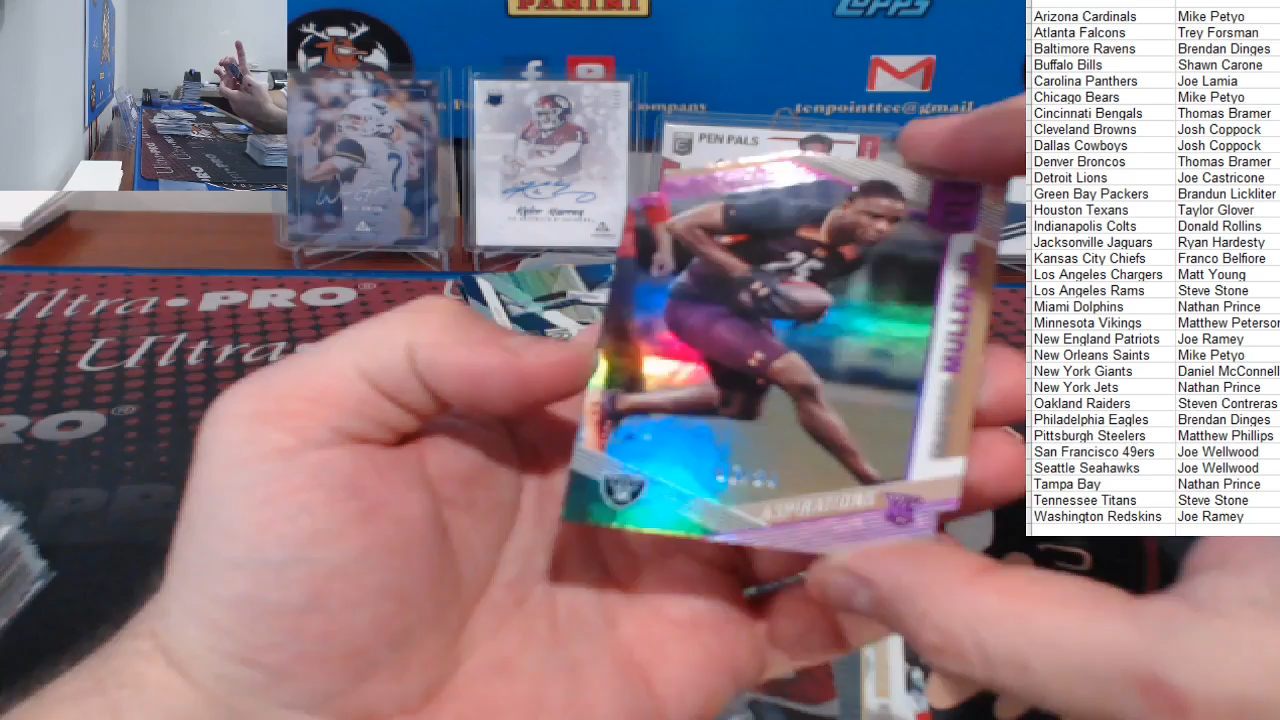 PANINI
TOPPS
ompany
tenpointtee@gmail
PEN PALS
Kyler Murray
MULLEN
ASPIRATIONS
25
Ultra•PRO®
Ultra
RO®
Arizona Cardinals Mike Petyo
Atlanta Falcons Trey Forsman
Baltimore Ravens Brendan Dinges
Buffalo Bills Shawn Carone
Carolina Panthers Joe Lamia
Chicago Bears Mike Petyo
Cincinnati Bengals Thomas Bramer
Cleveland Browns Josh Coppock
Dallas Cowboys Josh Coppock
Denver Broncos Thomas Bramer
Detroit Lions Joe Castricone
Green Bay Packers Brandun Lickliter
Houston Texans Taylor Glover
Indianapolis Colts Donald Rollins
Jacksonville Jaguars Ryan Hardesty
Kansas City Chiefs Franco Belfiore
Los Angeles Chargers Matt Young
Los Angeles Rams Steve Stone
Miami Dolphins Nathan Prince
Minnesota Vikings Matthew Peterso
New England Patriots Joe Ramey
New Orleans Saints Mike Petyo
New York Giants Daniel McConnell
New York Jets Nathan Prince
Oakland Raiders Steven Contreras
Philadelphia Eagles Brendan Dinges
Pittsburgh Steelers Matthew Phillips
San Francisco 49ers Joe Wellwood
Seattle Seahawks Joe Wellwood
Tampa Bay Nathan Prince
Tennessee Titans Steve Stone
Washington Redskins Joe Ramey